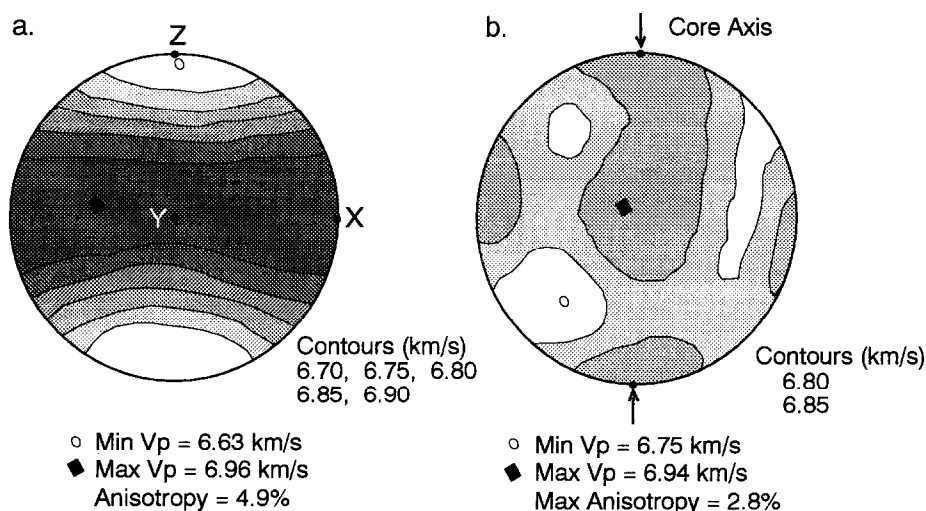 a.
Z
Y
X
Contours (km/s)
6.70, 6.75, 6.80
6.85, 6.90
Min Vp = 6.63 km/s
Max Vp = 6.96 km/s
Anisotropy = 4.9%
b.
Core Axis
Contours (km/s)
6.80
6.85
Min Vp = 6.75 km/s
Max Vp = 6.94 km/s
Max Anisotropy = 2.8%